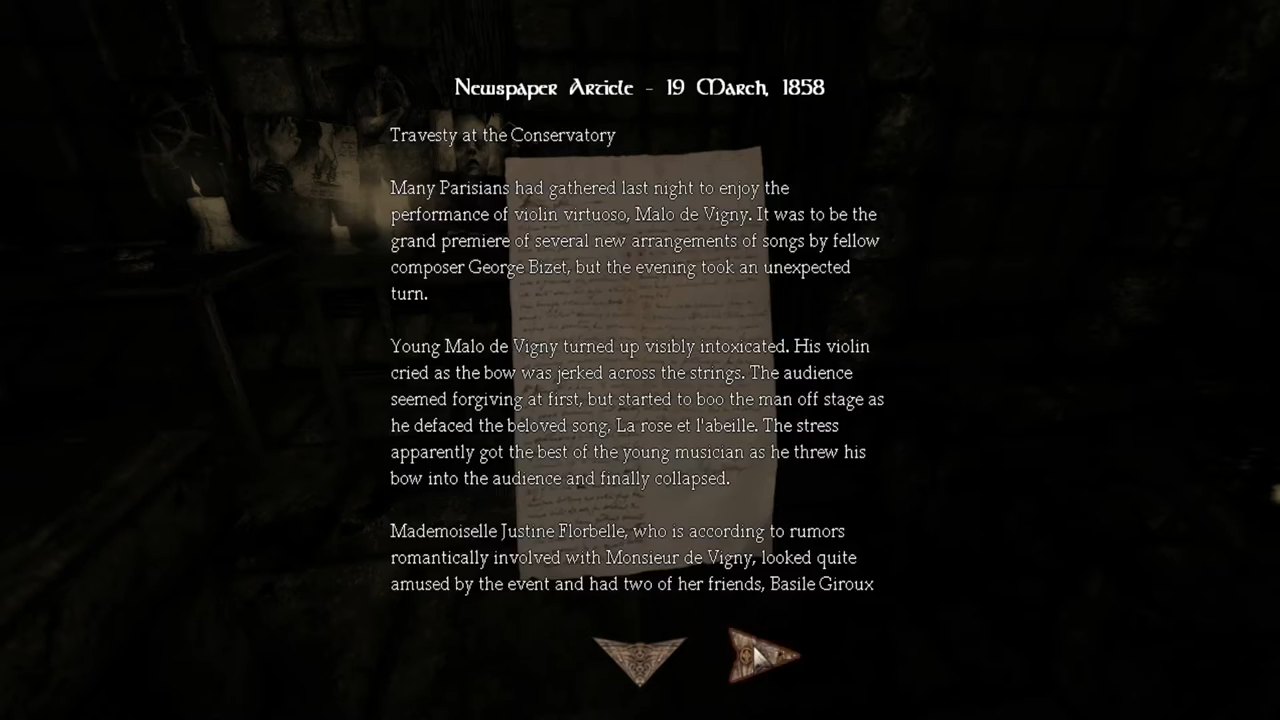 Newspaper Article - 19 March, 1858
Travesty at the Conservatory
Many Parisians had gathered last night to enjoy the
performance of violin virtuoso, Malo de Vigny. It was to be the
grand premiere of several new arrangements of songs by fellow
composer George Bizet, but the evening took an unexpected
turn.
Young Malo de Vigny turned up visibly intoxicated. His violin
cried as the bow was jerked across the strings. The audience
seemed forgiving at first, but started to boo the man off stage as
he defaced the beloved song, La rose et l'abeille. The stress
apparently got the best of the young musician as he threw his
bow into the audience and finally collapsed.
Mademoiselle Justine Florbelle, who is according to rumors
romantically involved with Monsieur de Vigny, looked quite
amused by the event and had two of her friends, Basile Giroux